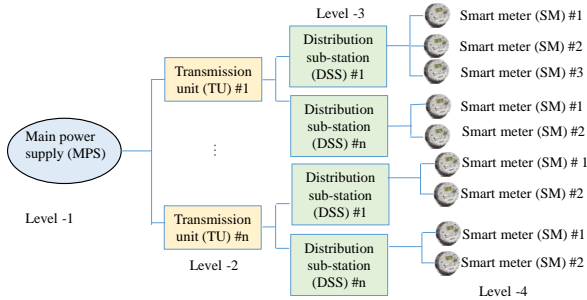 Level -3
Smart meter (SM) #1
Distribution
sub-station
(DSS) #1
Smart meter (SM) #2
Smart meter (SM) #3
Transmission
unit (TU) #1
Distribution
sub-station
(DSS) #n
Smart meter (SM) #1
Smart meter (SM) #2
Main power
supply (MPS)
⋮
Distribution
sub-station
(DSS) #1
Smart meter (SM) # 1
Smart meter (SM) #2
Level -1
Transmission
unit (TU) #n
Level -2
Distribution
sub-station
(DSS) #n
Smart meter (SM) #1
Smart meter (SM) #2
Level -4